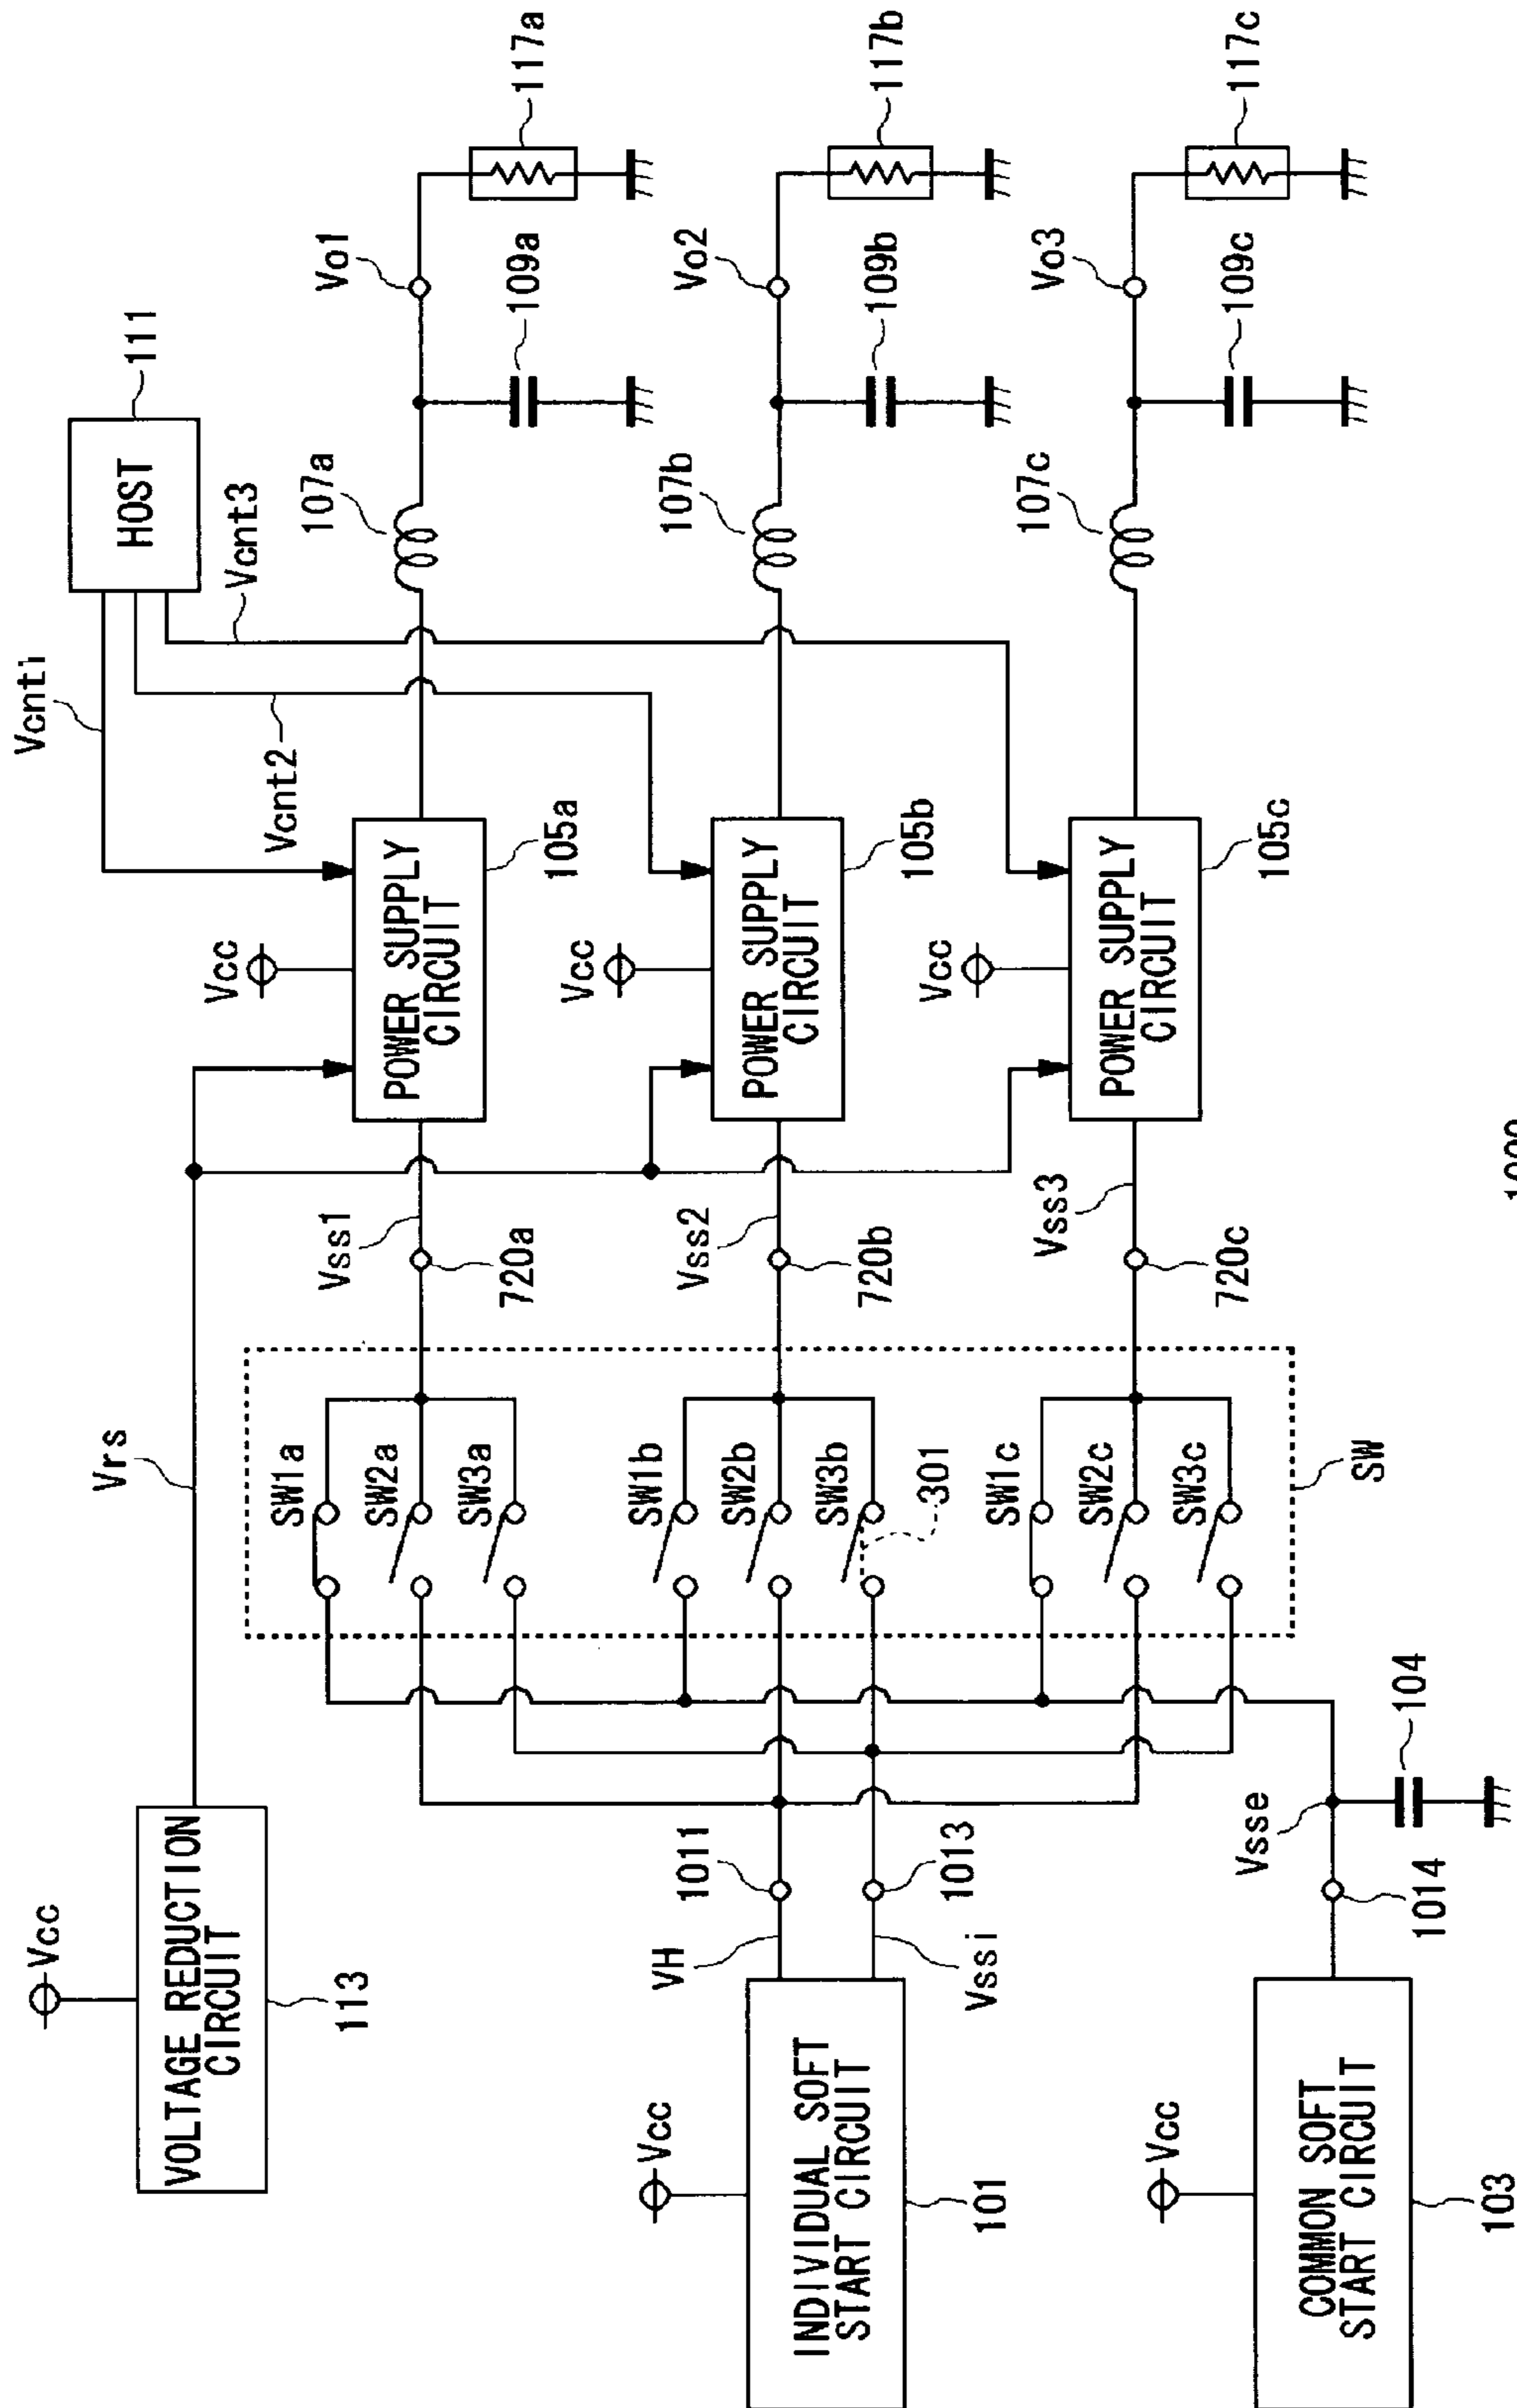 Vcc
VOLTAGE REDUCTION
CIRCUIT
113
Vrs
Vcc
INDIVIDUAL SOFT
START CIRCUIT
101
VH
1011
Vssi
1013
Vcc
COMMON SOFT
START CIRCUIT
103
1014
Vsse
104
SW1a
SW2a
SW3a
SW1b
SW2b
SW3b
301
SW1c
SW2c
SW3c
SW
Vss1
720a
Vss2
720b
Vss3
720c
Vcc
POWER SUPPLY
CIRCUIT
105a
Vcc
POWER SUPPLY
CIRCUIT
105b
Vcc
POWER SUPPLY
CIRCUIT
105c
Vcnt1
Vcnt2
Vcnt3
HOST
111
107a
107b
107c
Vo1
109a
Vo2
109b
Vo3
109c
117a
117b
117c